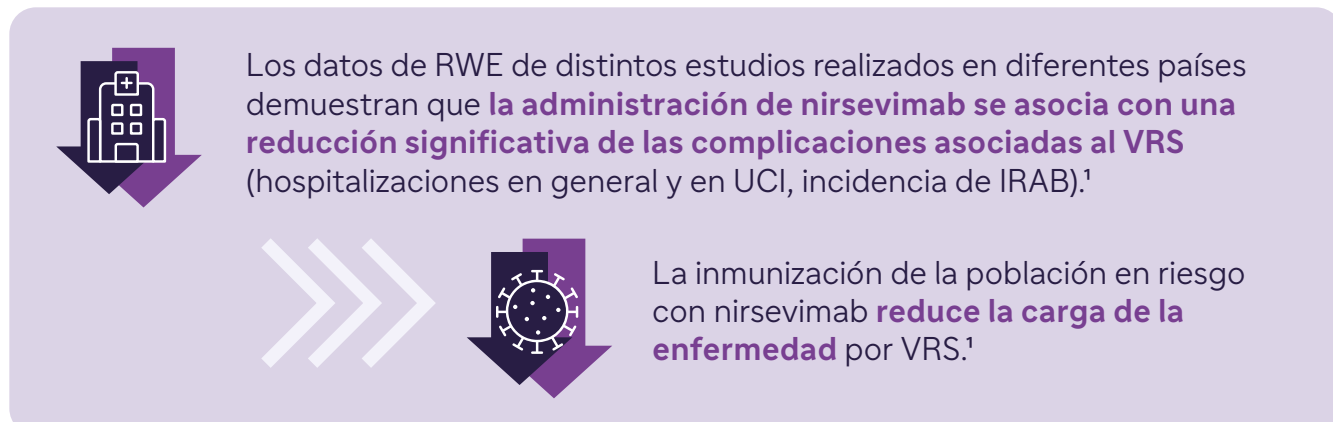 Los datos de RWE de distintos estudios realizados en diferentes países
demuestran que la administración de nirsevimab se asocia con una
reducción significativa de las complicaciones asociadas al VRS
(hospitalizaciones en general y en UCI, incidencia de IRAB).¹
La inmunización de la población en riesgo
con nirsevimab reduce la carga de la
enfermedad por VRS.¹